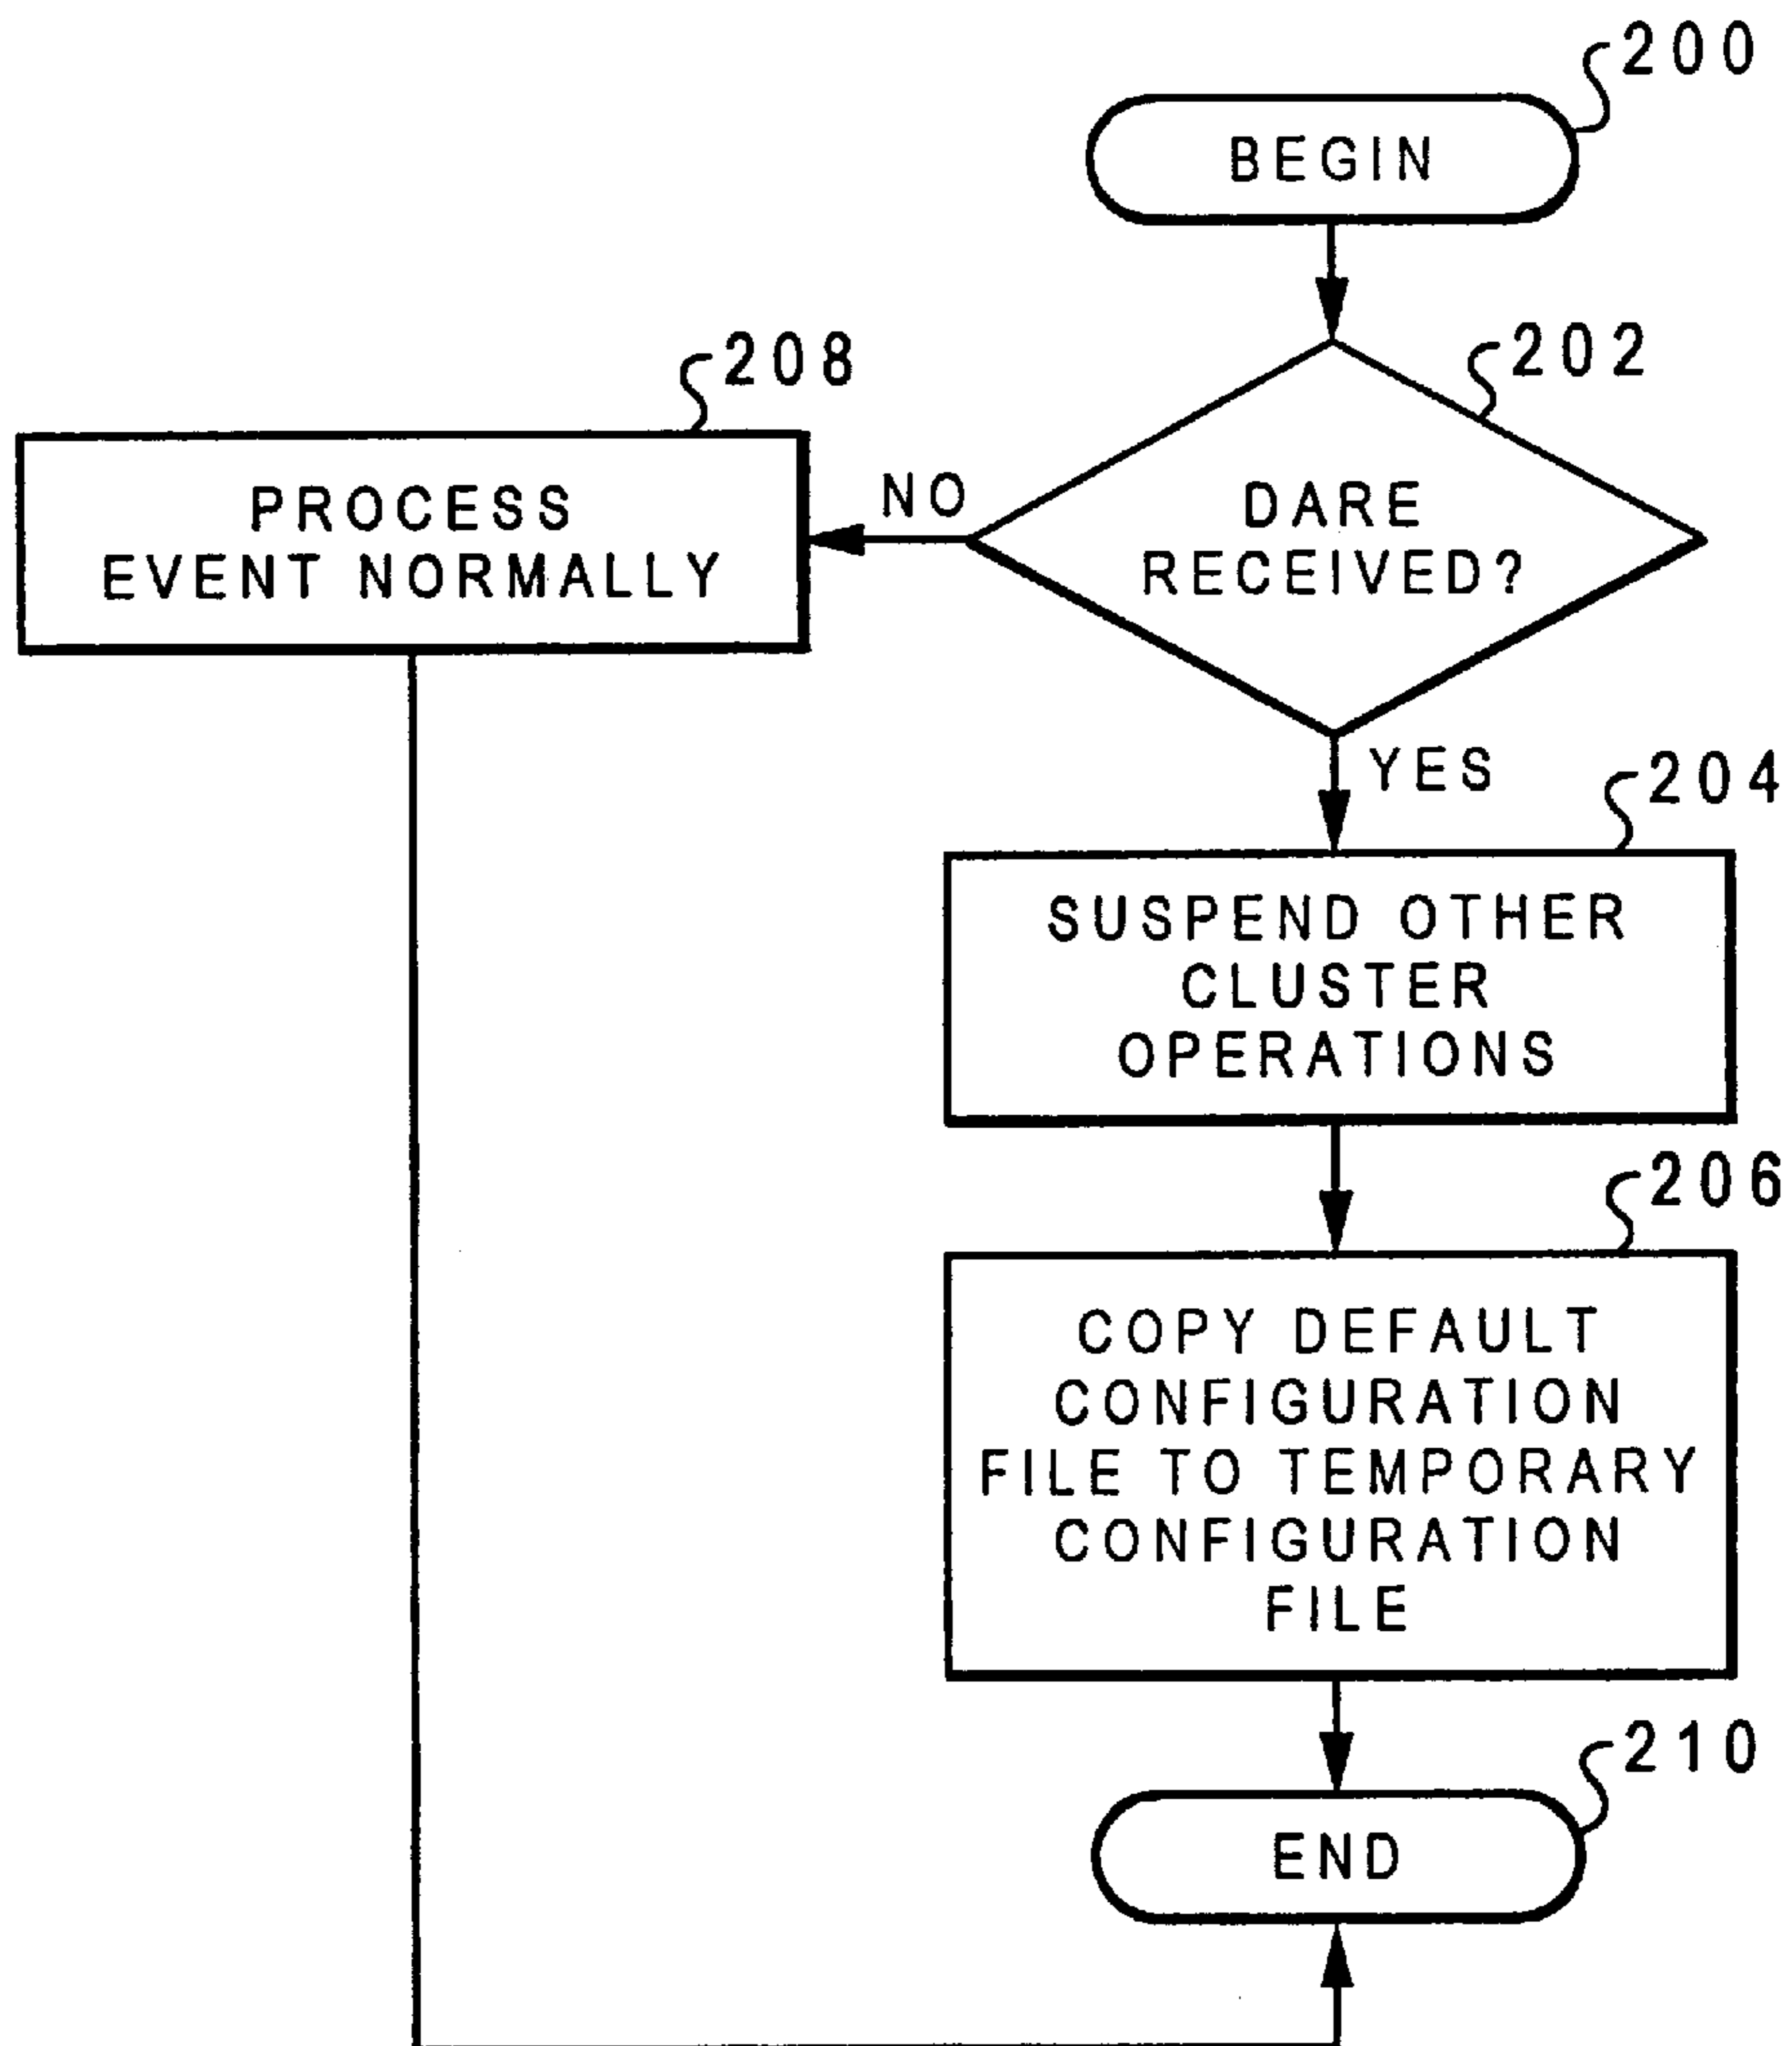 200
BEGIN
202
DARE
RECEIVED?
NO
208
PROCESS
EVENT NORMALLY
YES
204
SUSPEND OTHER
CLUSTER
OPERATIONS
206
COPY DEFAULT
CONFIGURATION
FILE TO TEMPORARY
CONFIGURATION
FILE
210
END